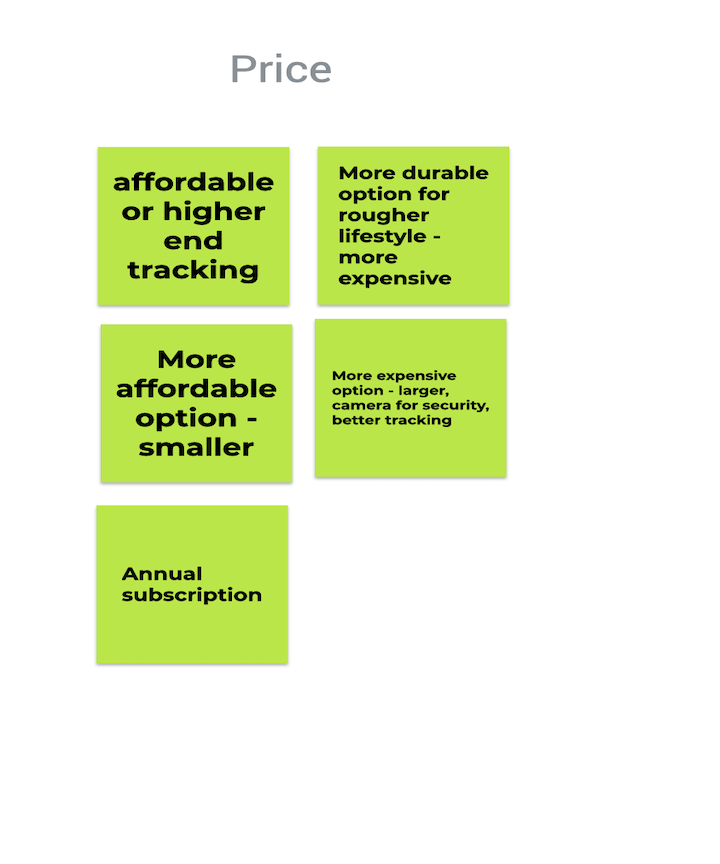 Price
affordable
or higher
end
tracking
More durable
option for
rougher
lifestyle -
more
expensive
More
affordable
option -
smaller
More expensive
option - larger,
camera for security,
better tracking
Annual
subscription